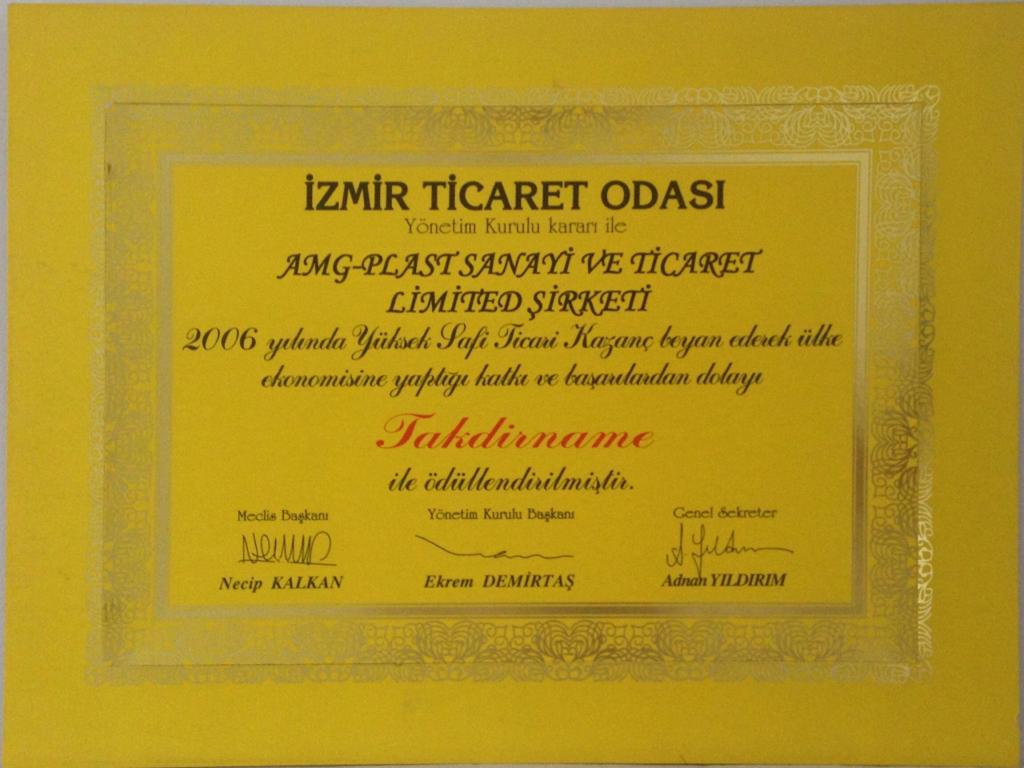 İZMİR TİCARET ODASI
Yönetim Kurulu kararı ile
AMG-PLAST SANAYİ VE TİCARET
LİMİTED ŞİRKETİ
2006 yılında Yüksek Safi Ticari Kazanç beyan ederek ülke
ekonomisine yaptığı katkı ve başarılardan dolayı
Takdirname
ile ödüllendirilmiştir.
Meclis Başkanı Yönetim Kurulu Başkanı Genel Sekreter
Necip KALKAN Ekrem DEMİRTAŞ Adnan YILDIRIM